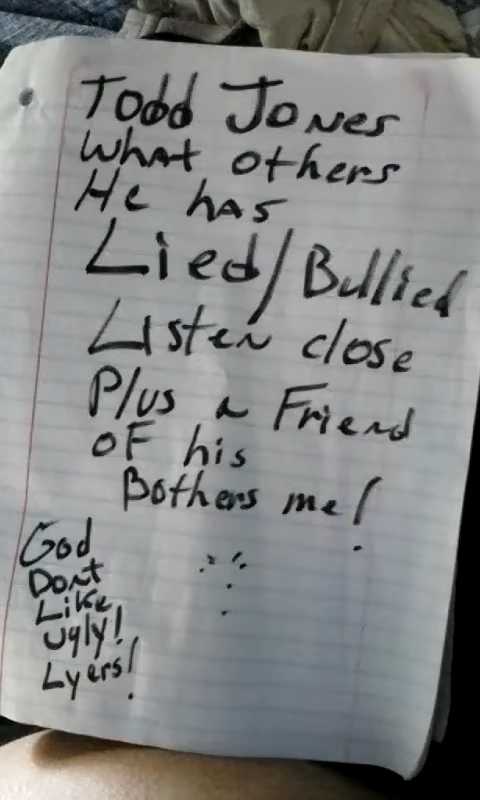 Todd Jones
What others
He has
Lied/Bullied
Listen close
Plus a Friend
OF his
Bothers me!
God
Dont
Like
Ugly!
Lyers!